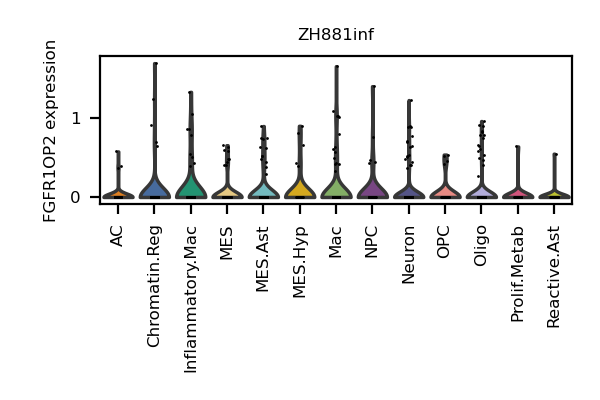 ZH881inf
FGFR1OP2 expression
1
0
AC
Chromatin.Reg
Inflammatory.Mac
MES
MES.Ast
MES.Hyp
Mac
NPC
Neuron
OPC
Oligo
Prolif.Metab
Reactive.Ast